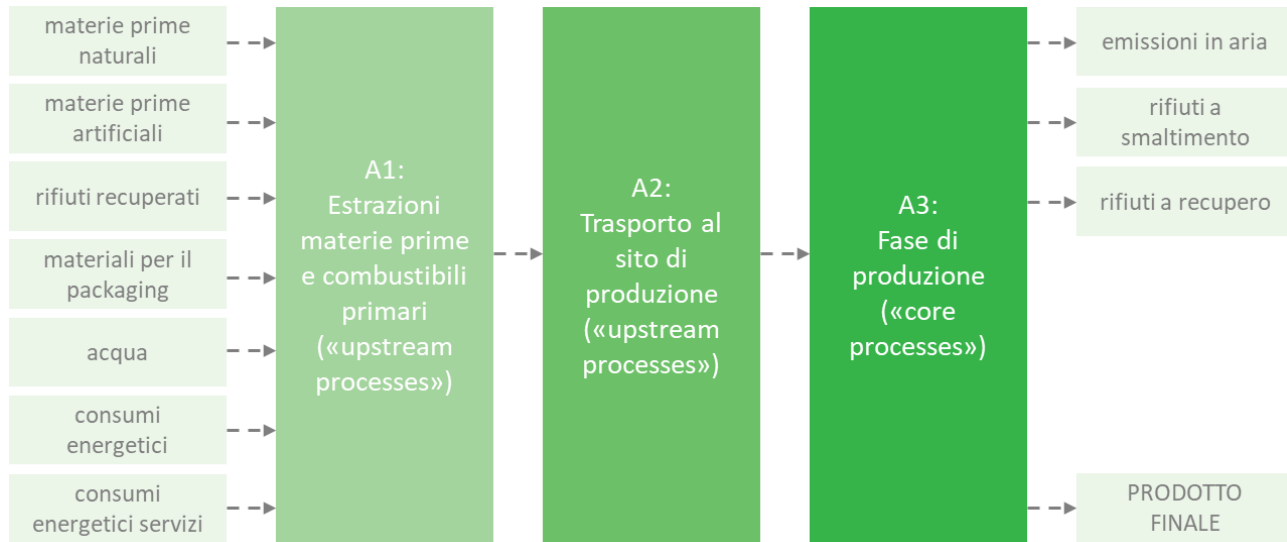 materie prime
naturali
materie prime
artificiali
rifiuti recuperati
materiali per il
packaging
acqua
consumi
energetici
consumi
energetici servizi
A1:
Estrazioni
materie prime
e combustibili
primari
(«upstream
processes»)
A2:
Trasporto al
sito di
produzione
(«upstream
processes»)
A3:
Fase di
produzione
(«core
processes»)
emissioni in aria
rifiuti a
smaltimento
rifiuti a recupero
PRODOTTO
FINALE